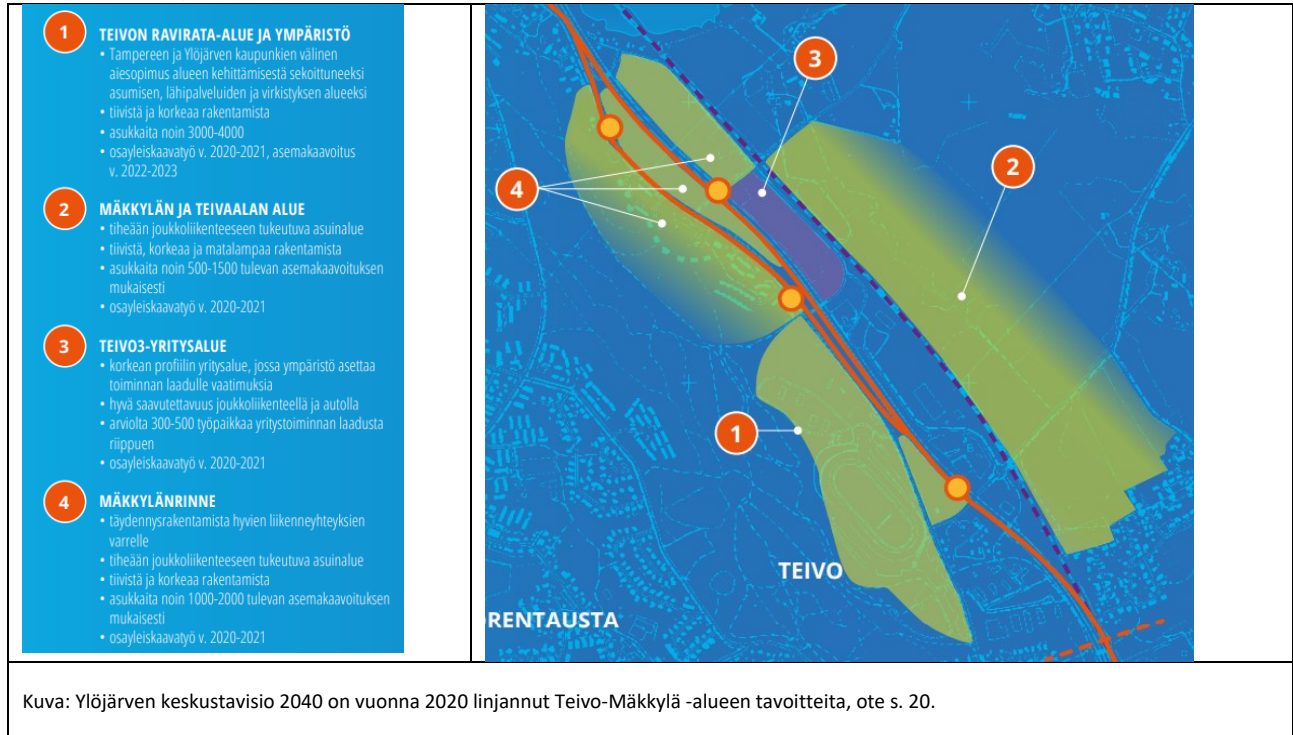 1
TEIVON RAVIRATA-ALUE JA YMPÄRISTÖ
• Tampereen ja Ylöjärven kaupunkien välinen
aiesopimus alueen kehittämisestä sekoittuneeksi
asumisen, lähipalveluiden ja virkistyksen alueeksi
• tiivistä ja korkeaa rakentamista
• asukkaita noin 3000-4000
• osayleiskaavatyö v. 2020-2021, asemakaavoitus
v. 2022-2023
2
MÄKKYLÄN JA TEIVAALAN ALUE
• tiheään joukkoliikenteeseen tukeutuva asuinalue
• tiivistä, korkeaa ja matalampaa rakentamista
• asukkaita noin 500-1500 tulevan asemakaavoituksen
mukaisesti
• osayleiskaavatyö v. 2020-2021
3
TEIVO3-YRITYSALUE
• korkean profiilin yritysalue, jossa ympäristö asettaa
toiminnan laadulle vaatimuksia
• hyvä saavutettavuus joukkoliikenteellä ja autolla
• arviolta 300-500 työpaikkaa yritystoiminnan laadusta
riippuen
• osayleiskaavatyö v. 2020-2021
4
MÄKKYLÄNRINNE
• täydennysrakentamista hyvien liikenneyhteyksien
varrelle
• tiheään joukkoliikenteeseen tukeutuva asuinalue
• tiivistä ja korkeaa rakentamista
• asukkaita noin 1000-2000 tulevan asemakaavoituksen
mukaisesti
• osayleiskaavatyö v. 2020-2021
3
2
4
1
TEIVO
ORENTAUSTA
Kuva: Ylöjärven keskustavisio 2040 on vuonna 2020 linjannut Teivo-Mäkkylä -alueen tavoitteita, ote s. 20.